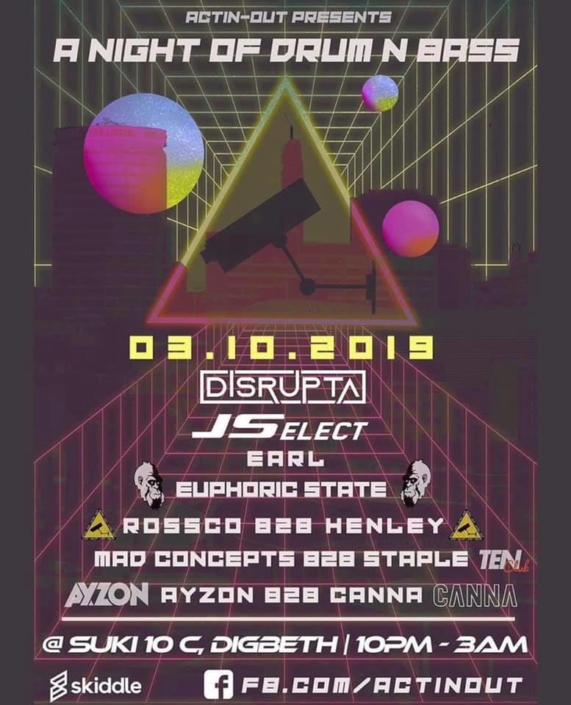 ACTIN-OUT PRESENTS
A NIGHT OF DRUM N BASS
03.10.2019
DISRUPTA
JSELECT
EARL
EUPHORIC STATE
ROSSCO B2B HENLEY
MAD CONCEPTS B2B STAPLE TEN
AYZON AYZON B2B CANNA CANNA
@ SUKI 10 C, DIGBETH | 10PM - 3AM
skiddle f FB.COM/ACTINOUT